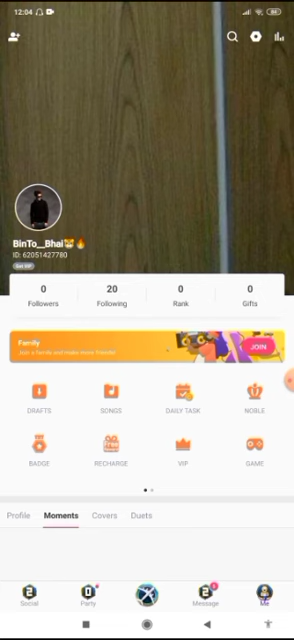 12:04
BinTo__Bhai🐯🔥
ID: 62051427780
Get VIP
0 20 0 0
Followers Following Rank Gifts
Family
Join a family and make more friends!
JOIN
DRAFTS SONGS DAILY TASK NOBLE
BADGE RECHARGE VIP GAME
Profile Moments Covers Duets
Social Party Message Me